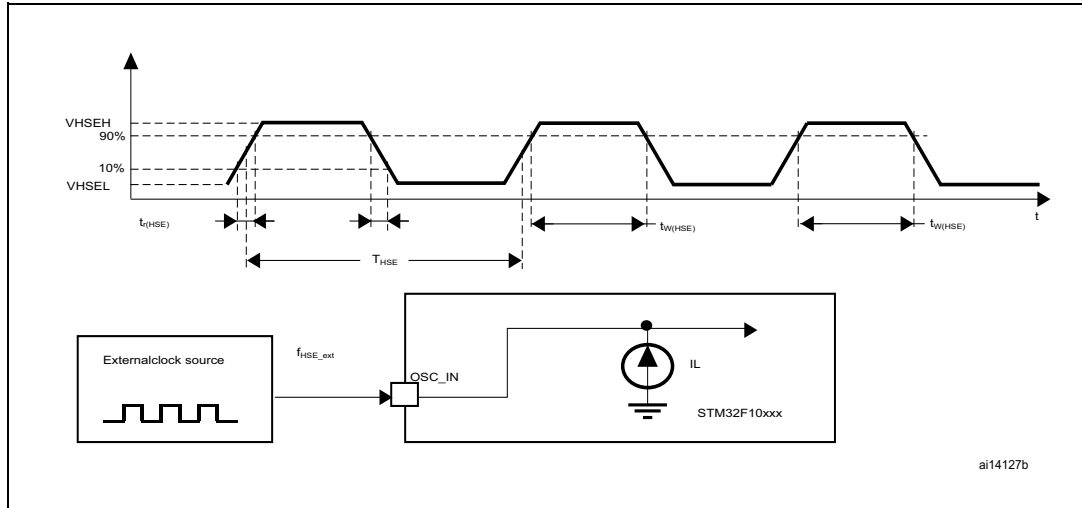 VHSEH
90%
10%
VHSEL
tr(HSE)
tW(HSE)
tW(HSE)
t
THSE
Externalclock source
fHSE_ext
OSC_IN
IL
STM32F10xxx
ai14127b